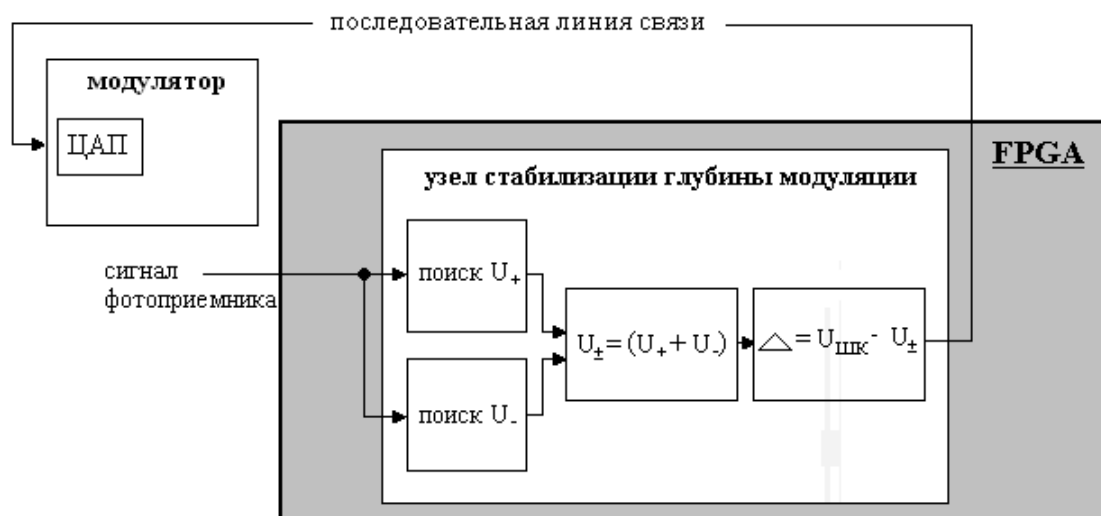 последовательная линия связи
модулятор
ЦАП
FPGA
узел стабилизации глубины модуляции
сигнал
фотоприемника
поиск U₊
U± = (U₊ + U₋)
△ = Uшк - U±
поиск U₋